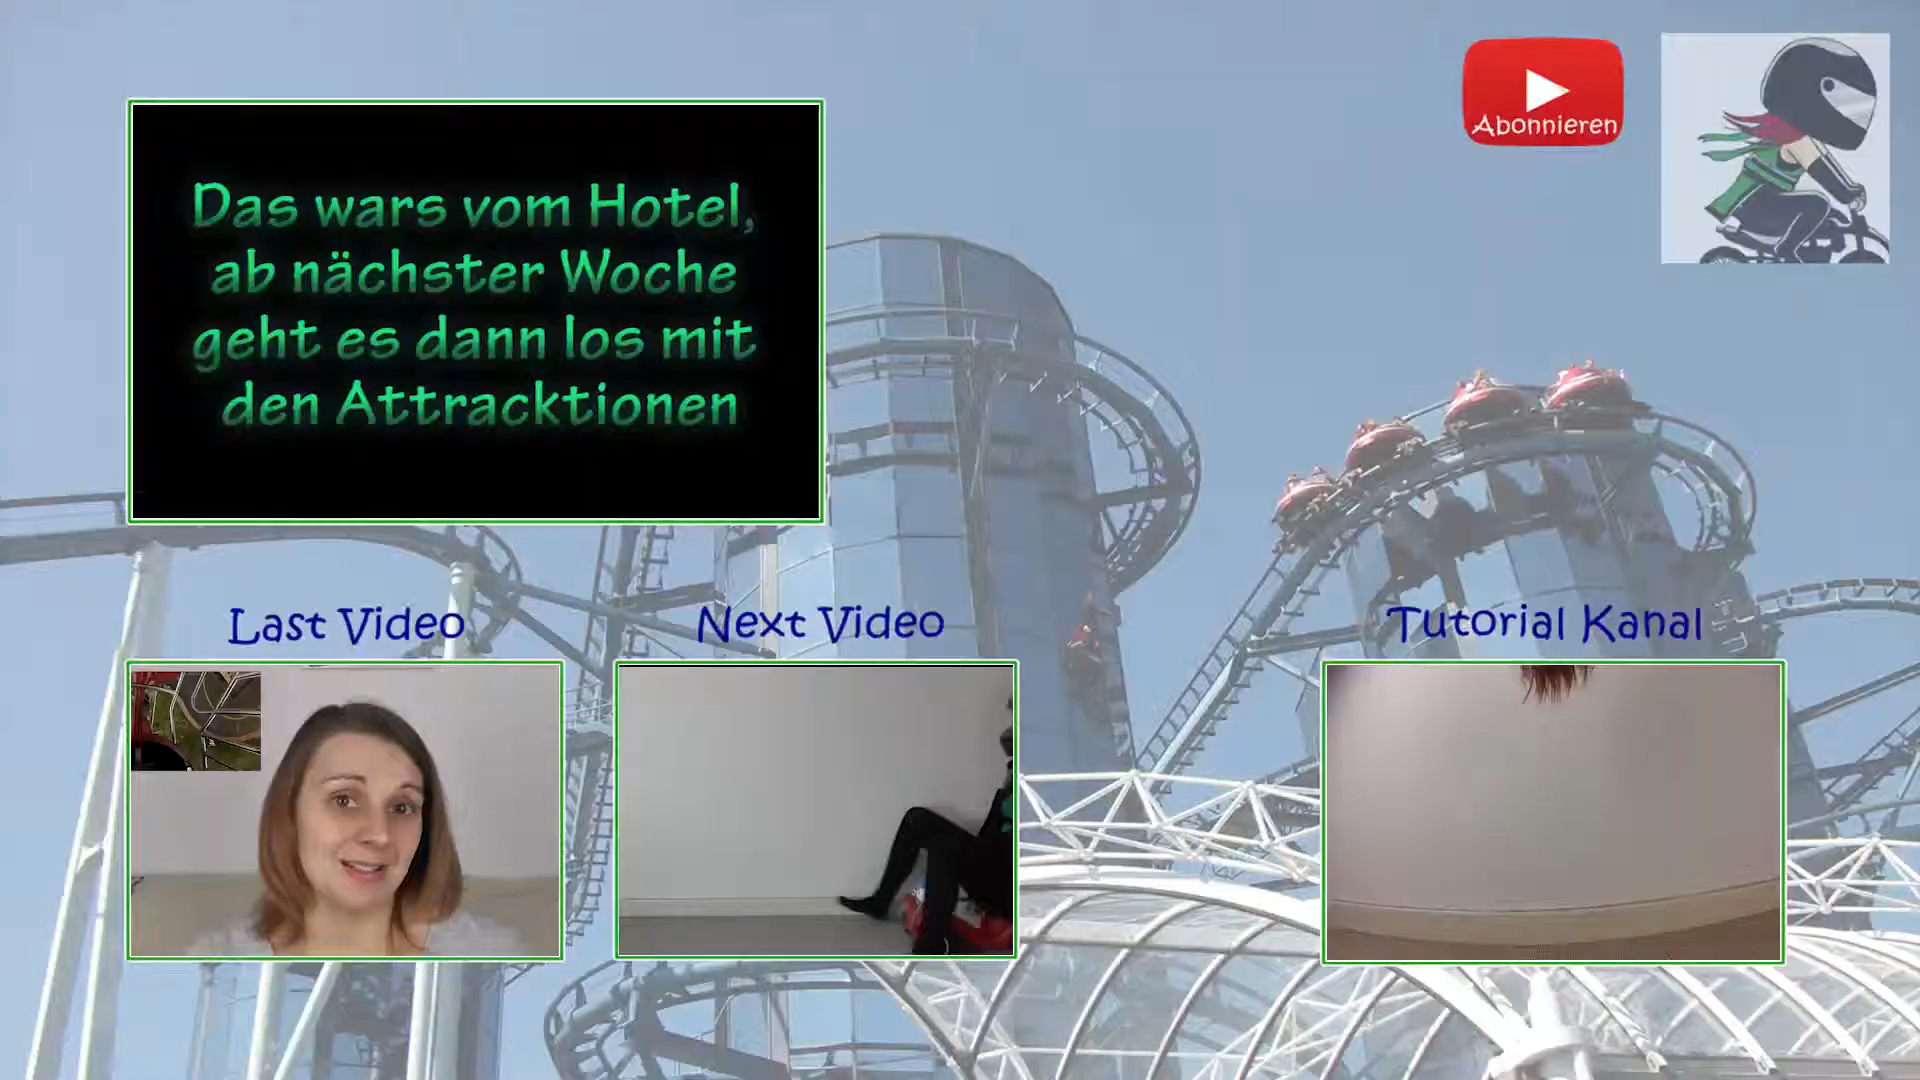 Abonnieren
Das wars vom Hotel,
ab nächster Woche
geht es dann los mit
den Attracktionen
Last Video
Next Video
Tutorial Kanal